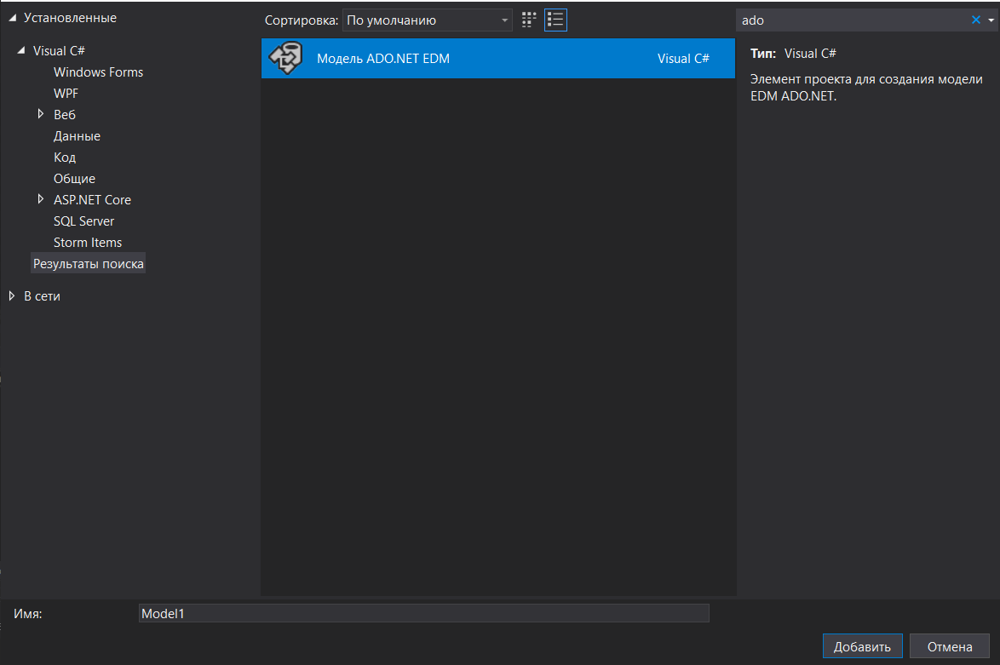 Установленные
Visual C#
Windows Forms
WPF
Веб
Данные
Код
Общие
ASP.NET Core
SQL Server
Storm Items
Результаты поиска
В сети
Сортировка: По умолчанию
Модель ADO.NET EDM Visual C#
ado
Тип: Visual C#
Элемент проекта для создания модели
EDM ADO.NET.
Имя: Model1
Добавить Отмена